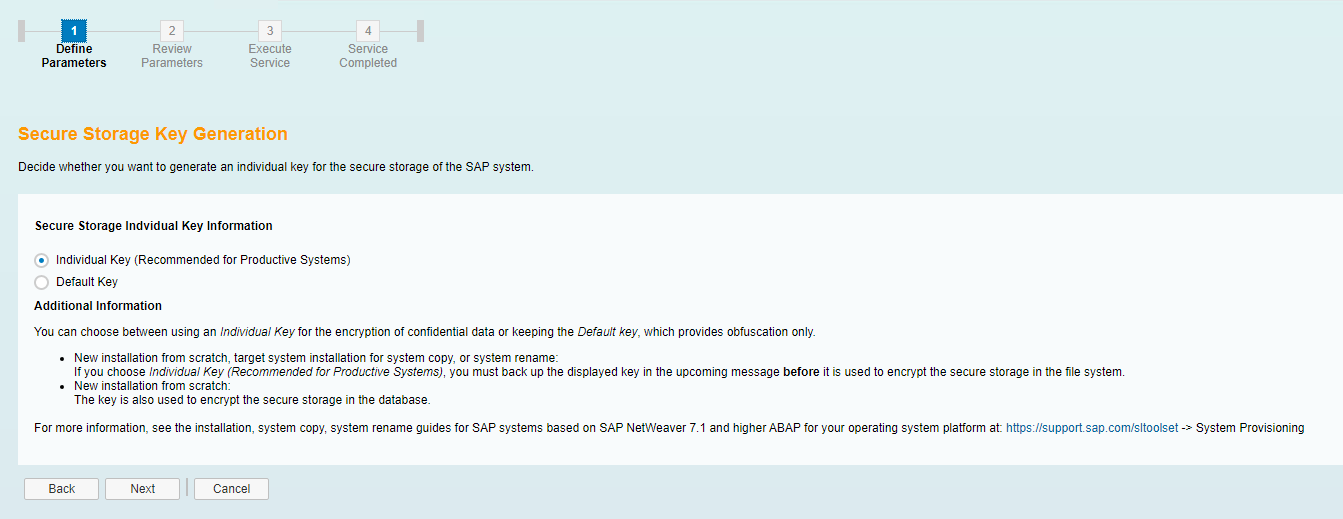 1 2 3 4
Define Review Execute Service
Parameters Parameters Service Completed
Secure Storage Key Generation
Decide whether you want to generate an individual key for the secure storage of the SAP system.
Secure Storage Indvidual Key Information
Individual Key (Recommended for Productive Systems)
Default Key
Additional Information
You can choose between using an Individual Key for the encryption of confidential data or keeping the Default key, which provides obfuscation only.
• New installation from scratch, target system installation for system copy, or system rename:
If you choose Individual Key (Recommended for Productive Systems), you must back up the displayed key in the upcoming message before it is used to encrypt the secure storage in the file system.
• New installation from scratch:
The key is also used to encrypt the secure storage in the database.
For more information, see the installation, system copy, system rename guides for SAP systems based on SAP NetWeaver 7.1 and higher ABAP for your operating system platform at: https://support.sap.com/sltoolset -> System Provisioning
Back Next Cancel